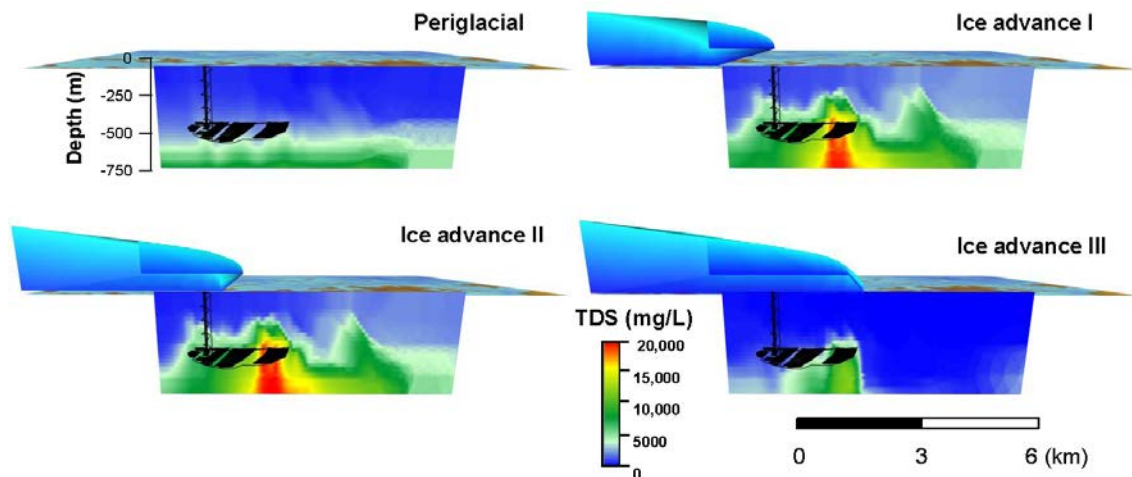 Periglacial
Ice advance I
Depth (m)
0
-250
-500
-750
Ice advance II
Ice advance III
TDS (mg/L)
20,000
15,000
10,000
5000
0
0 3 6 (km)